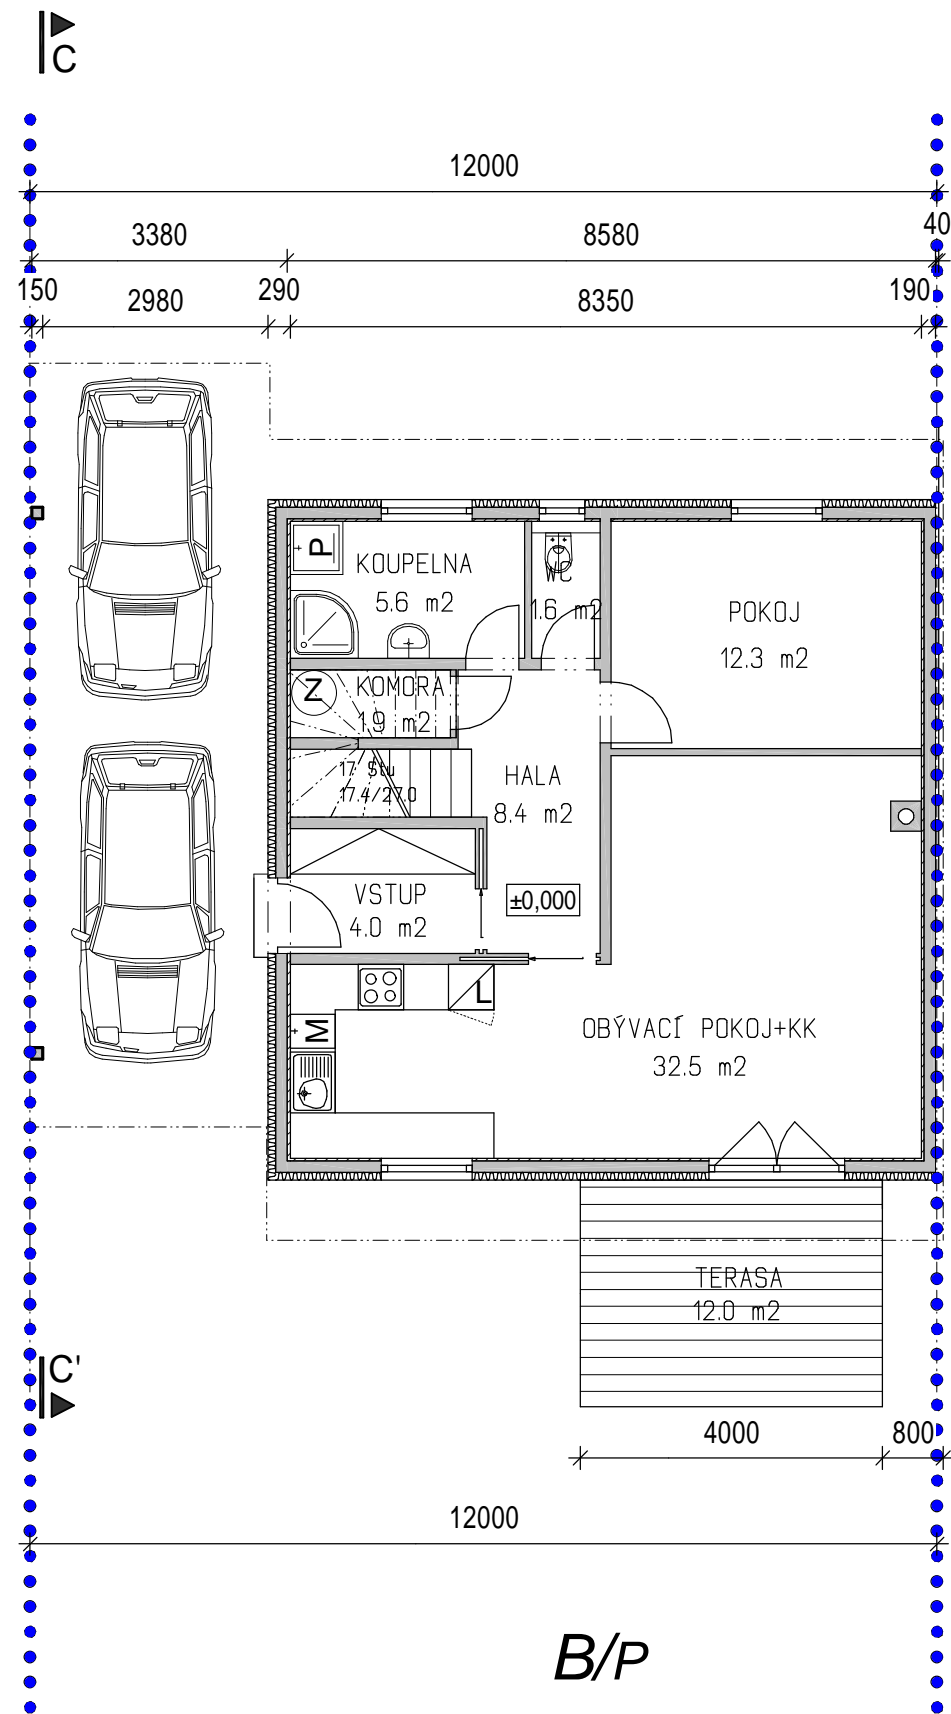 C
12000
3380 8580 40
150 2980 290 8350 190
P
KOUPELNA
5.6 m2
WC
1.6 m2
POKOJ
12.3 m2
Z
KOMORA
1.9 m2
17 Stu
17.4/27.0
HALA
8.4 m2
VSTUP
4.0 m2
±0,000
L
M
OBÝVACÍ POKOJ+KK
32.5 m2
TERASA
12.0 m2
C'
4000 800
12000
B/P